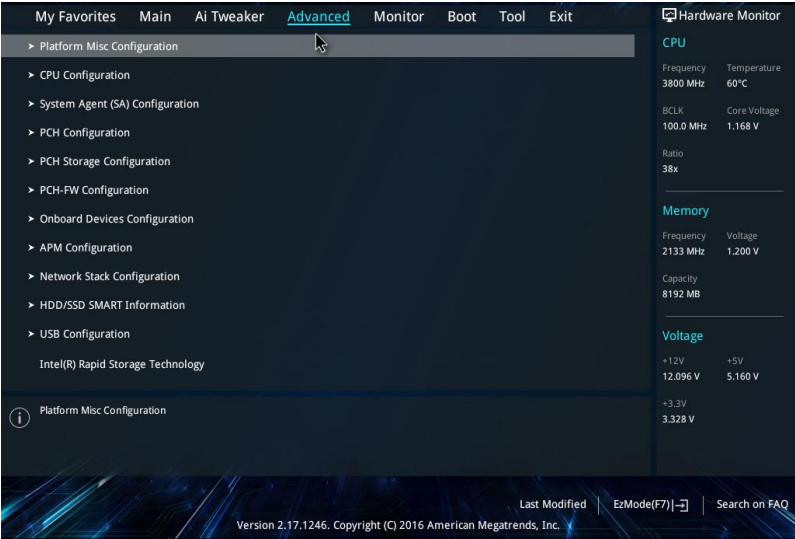 My Favorites Main Ai Tweaker Advanced Monitor Boot Tool Exit
> Platform Misc Configuration
> CPU Configuration
> System Agent (SA) Configuration
> PCH Configuration
> PCH Storage Configuration
> PCH-FW Configuration
> Onboard Devices Configuration
> APM Configuration
> Network Stack Configuration
> HDD/SSD SMART Information
> USB Configuration
Intel(R) Rapid Storage Technology
Platform Misc Configuration
Hardware Monitor
CPU
Frequency Temperature
3800 MHz 60°C
BCLK Core Voltage
100.0 MHz 1.168 V
Ratio
38x
Memory
Frequency Voltage
2133 MHz 1.200 V
Capacity
8192 MB
Voltage
+12V +5V
12.096 V 5.160 V
+3.3V
3.328 V
Last Modified EzMode(F7)|→] Search on FAQ
Version 2.17.1246. Copyright (C) 2016 American Megatrends, Inc.